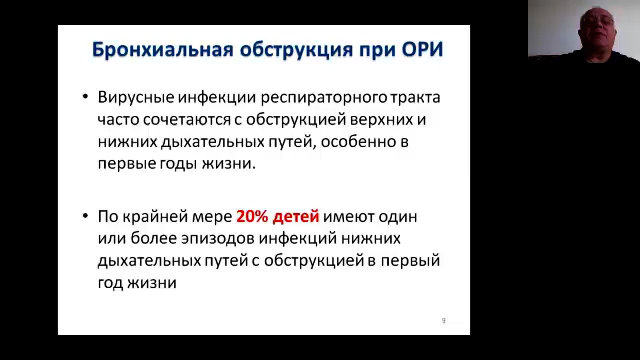 Бронхиальная обструкция при ОРИ
• Вирусные инфекции респираторного тракта
часто сочетаются с обструкцией верхних и
нижних дыхательных путей, особенно в
первые годы жизни.
• По крайней мере 20% детей имеют один
или более эпизодов инфекций нижних
дыхательных путей с обструкцией в первый
год жизни
9